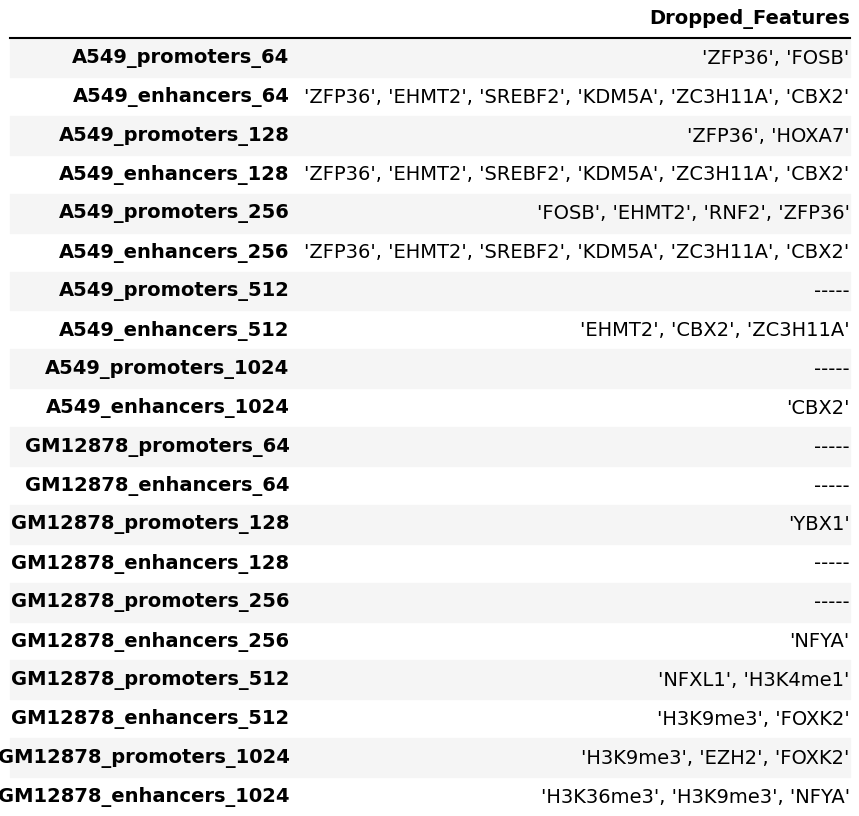 Dropped_Features
A549_promoters_64 'ZFP36', 'FOSB'
A549_enhancers_64 'ZFP36', 'EHMT2', 'SREBF2', 'KDM5A', 'ZC3H11A', 'CBX2'
A549_promoters_128 'ZFP36', 'HOXA7'
A549_enhancers_128 'ZFP36', 'EHMT2', 'SREBF2', 'KDM5A', 'ZC3H11A', 'CBX2'
A549_promoters_256 'FOSB', 'EHMT2', 'RNF2', 'ZFP36'
A549_enhancers_256 'ZFP36', 'EHMT2', 'SREBF2', 'KDM5A', 'ZC3H11A', 'CBX2'
A549_promoters_512 -----
A549_enhancers_512 'EHMT2', 'CBX2', 'ZC3H11A'
A549_promoters_1024 -----
A549_enhancers_1024 'CBX2'
GM12878_promoters_64 -----
GM12878_enhancers_64 -----
GM12878_promoters_128 'YBX1'
GM12878_enhancers_128 -----
GM12878_promoters_256 -----
GM12878_enhancers_256 'NFYA'
GM12878_promoters_512 'NFXL1', 'H3K4me1'
GM12878_enhancers_512 'H3K9me3', 'FOXK2'
GM12878_promoters_1024 'H3K9me3', 'EZH2', 'FOXK2'
GM12878_enhancers_1024 'H3K36me3', 'H3K9me3', 'NFYA'